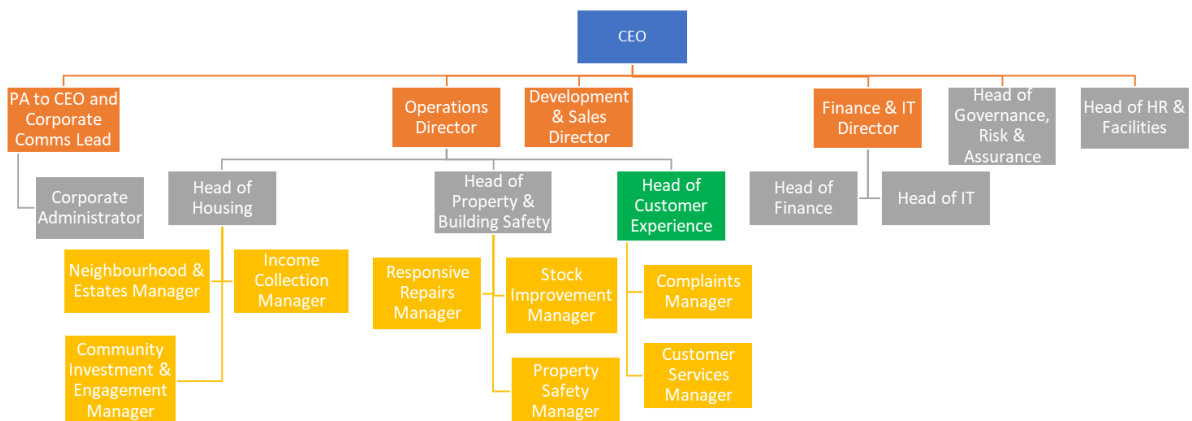 CEO
PA to CEO and
Corporate
Comms Lead
Operations
Director
Development
& Sales
Director
Finance & IT
Director
Head of
Governance,
Risk &
Assurance
Head of HR &
Facilities
Corporate
Administrator
Head of
Housing
Head of
Property &
Building Safety
Head of
Customer
Experience
Head of
Finance
Head of IT
Neighbourhood &
Estates Manager
Income
Collection
Manager
Responsive
Repairs
Manager
Stock
Improvement
Manager
Complaints
Manager
Community
Investment &
Engagement
Manager
Property
Safety
Manager
Customer
Services
Manager